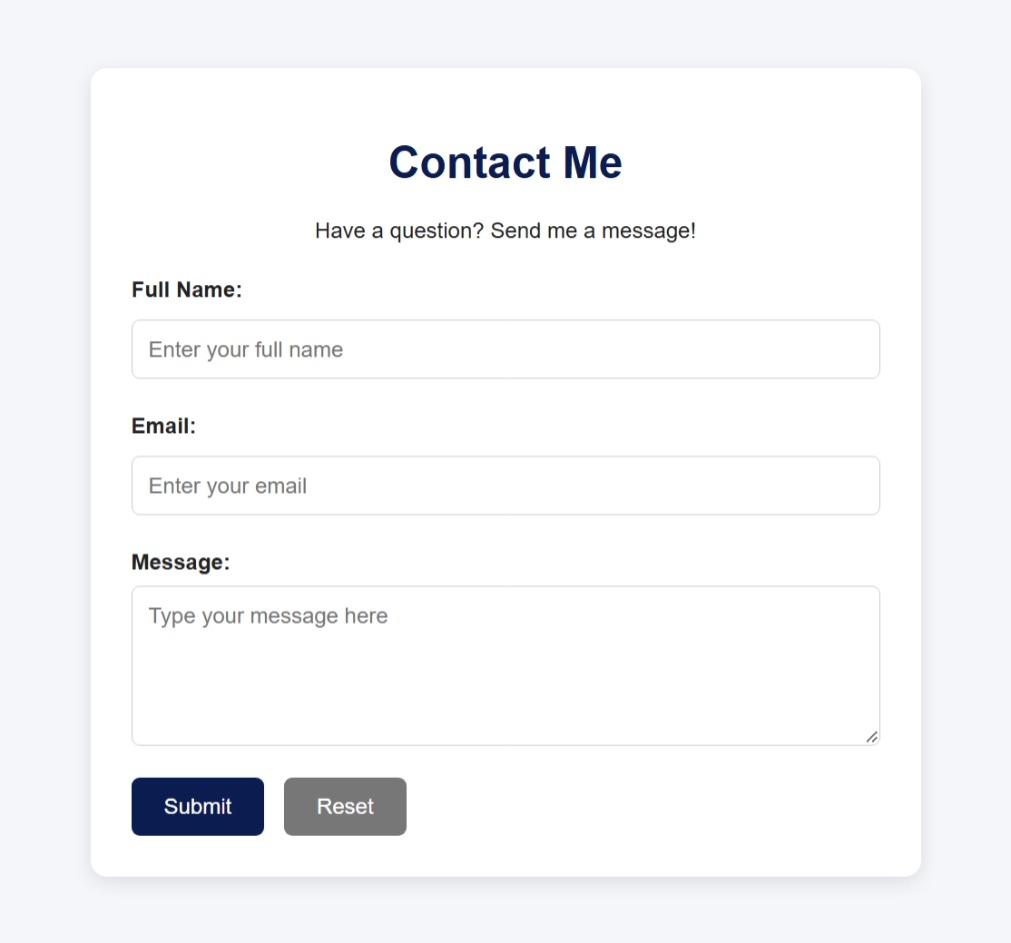 Contact Me
Have a question? Send me a message!
Full Name:
Enter your full name
Email:
Enter your email
Message:
Type your message here
Submit Reset